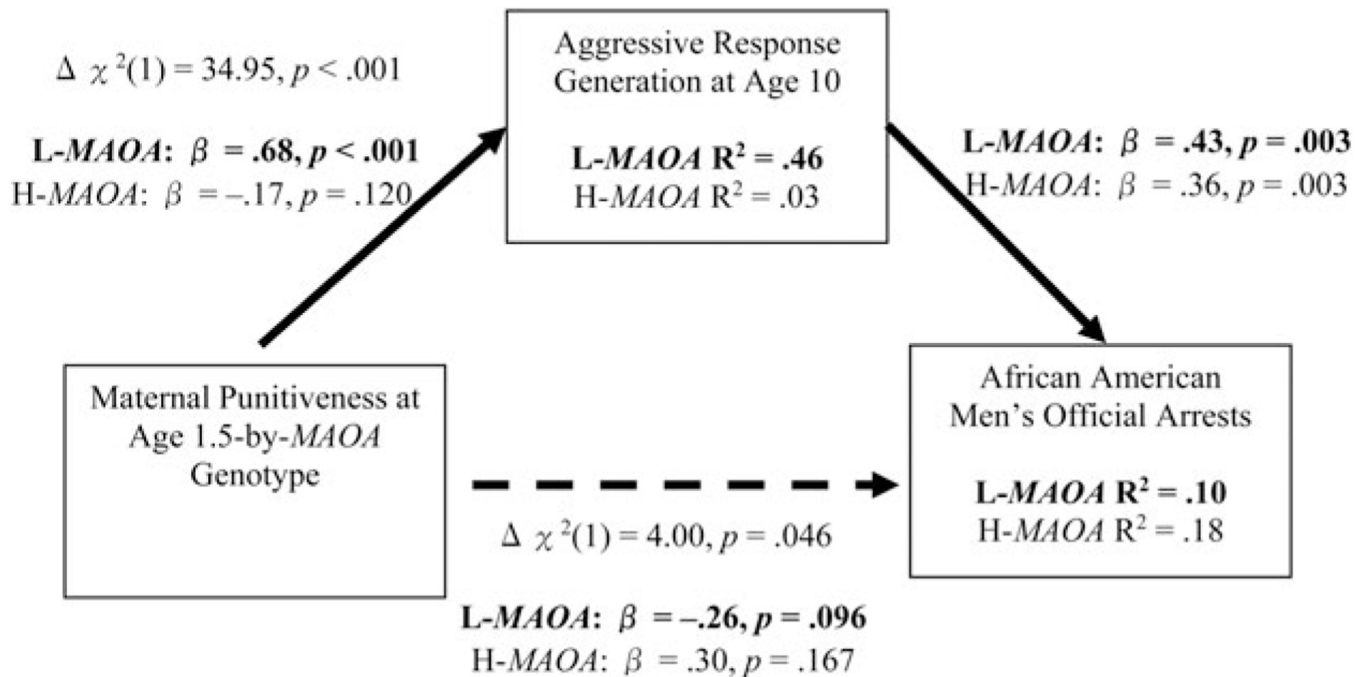 Δ χ²(1) = 34.95, p < .001
L-MAOA: β = .68, p < .001
H-MAOA: β = –.17, p = .120
Aggressive Response
Generation at Age 10
L-MAOA R² = .46
H-MAOA R² = .03
L-MAOA: β = .43, p = .003
H-MAOA: β = .36, p = .003
Maternal Punitiveness at
Age 1.5-by-MAOA
Genotype
African American
Men’s Official Arrests
L-MAOA R² = .10
H-MAOA R² = .18
Δ χ²(1) = 4.00, p = .046
L-MAOA: β = –.26, p = .096
H-MAOA: β = .30, p = .167